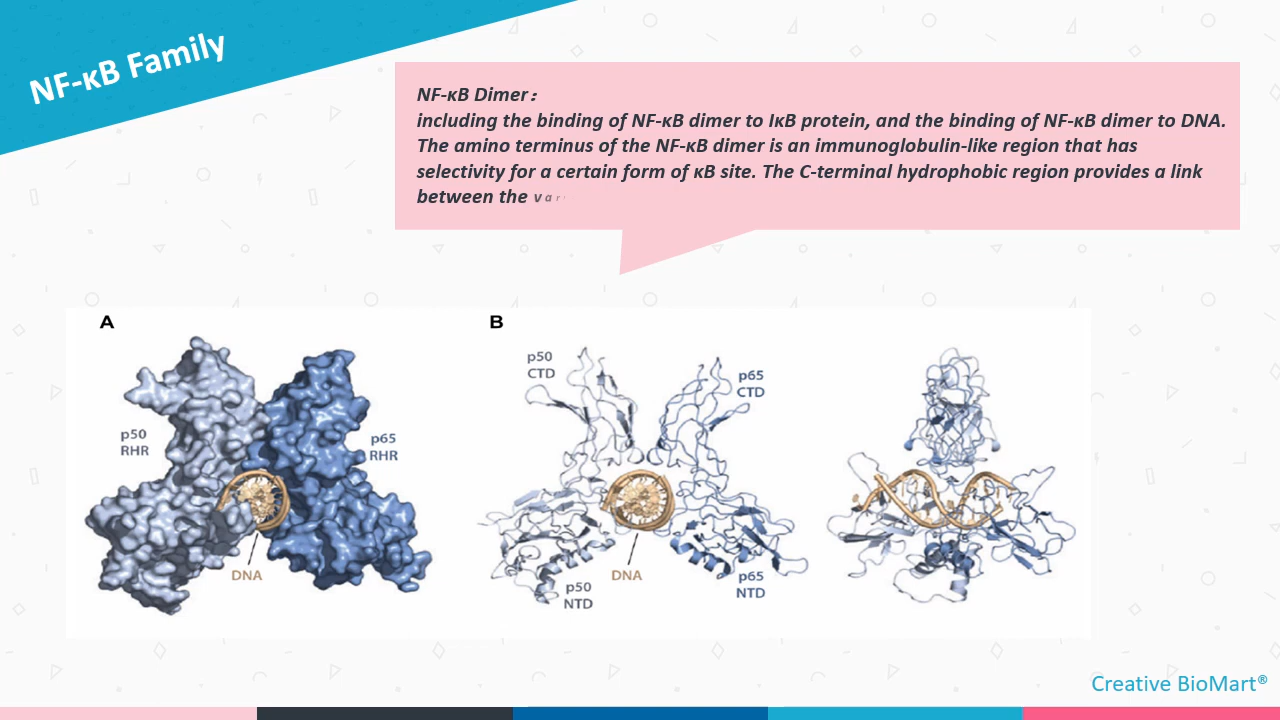 NF-κB Family
NF-κB Dimer：
including the binding of NF-κB dimer to IκB protein, and the binding of NF-κB dimer to DNA.
The amino terminus of the NF-κB dimer is an immunoglobulin-like region that has
selectivity for a certain form of κB site. The C-terminal hydrophobic region provides a link
between the
A
p50
RHR
p65
RHR
DNA
B
p50
CTD
p65
CTD
DNA
p50
NTD
p65
NTD
Creative BioMart®